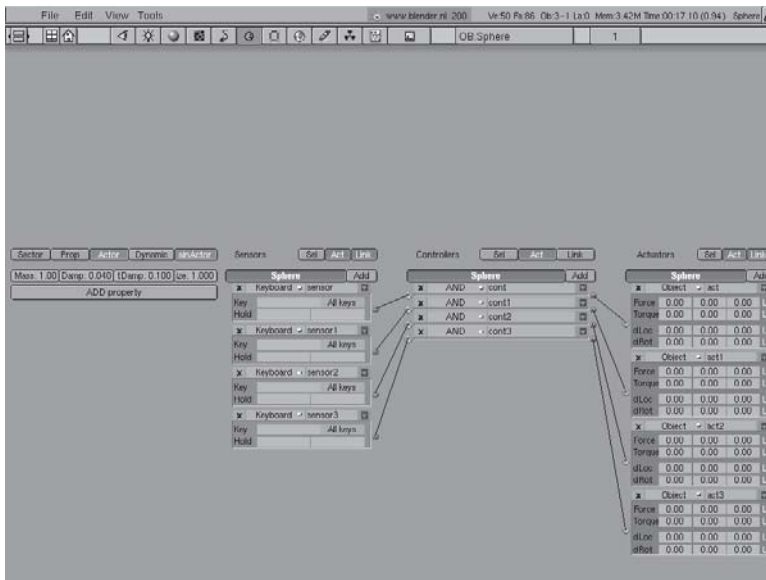 File Edit View Tools
www.blender.nl 200 Ve:50 Fa:86 Ob:3-1 La:0 Mem:3.42M Time:00:17.10 (0.94) Sphere
OB:Sphere 1
Sector Prop Actor Dynamic Sensors Sel Act Link Controllers Sel Act Link Actuators Sel Act Link
Mass: 1.00 Damp: 0.040 tDamp: 0.100 ize: 1.000 Sphere Add Sphere Add Sphere
ADD property
Keyboard sensor
Key All keys
Hold
Keyboard sensor1
Key All keys
Hold
Keyboard sensor2
Key All keys
Hold
Keyboard sensor3
Key All keys
Hold
AND cont
AND cont1
AND cont2
AND cont3
Object act
Force 0.00 0.00 0.00
Torque 0.00 0.00 0.00
dLoc 0.00 0.00 0.00
dRot 0.00 0.00 0.00
Object act1
Force 0.00 0.00 0.00
Torque 0.00 0.00 0.00
dLoc 0.00 0.00 0.00
dRot 0.00 0.00 0.00
Object act2
Force 0.00 0.00 0.00
Torque 0.00 0.00 0.00
dLoc 0.00 0.00 0.00
dRot 0.00 0.00 0.00
Object act3
Force 0.00 0.00 0.00
Torque 0.00 0.00 0.00
dLoc 0.00 0.00 0.00
dRot 0.00 0.00 0.00